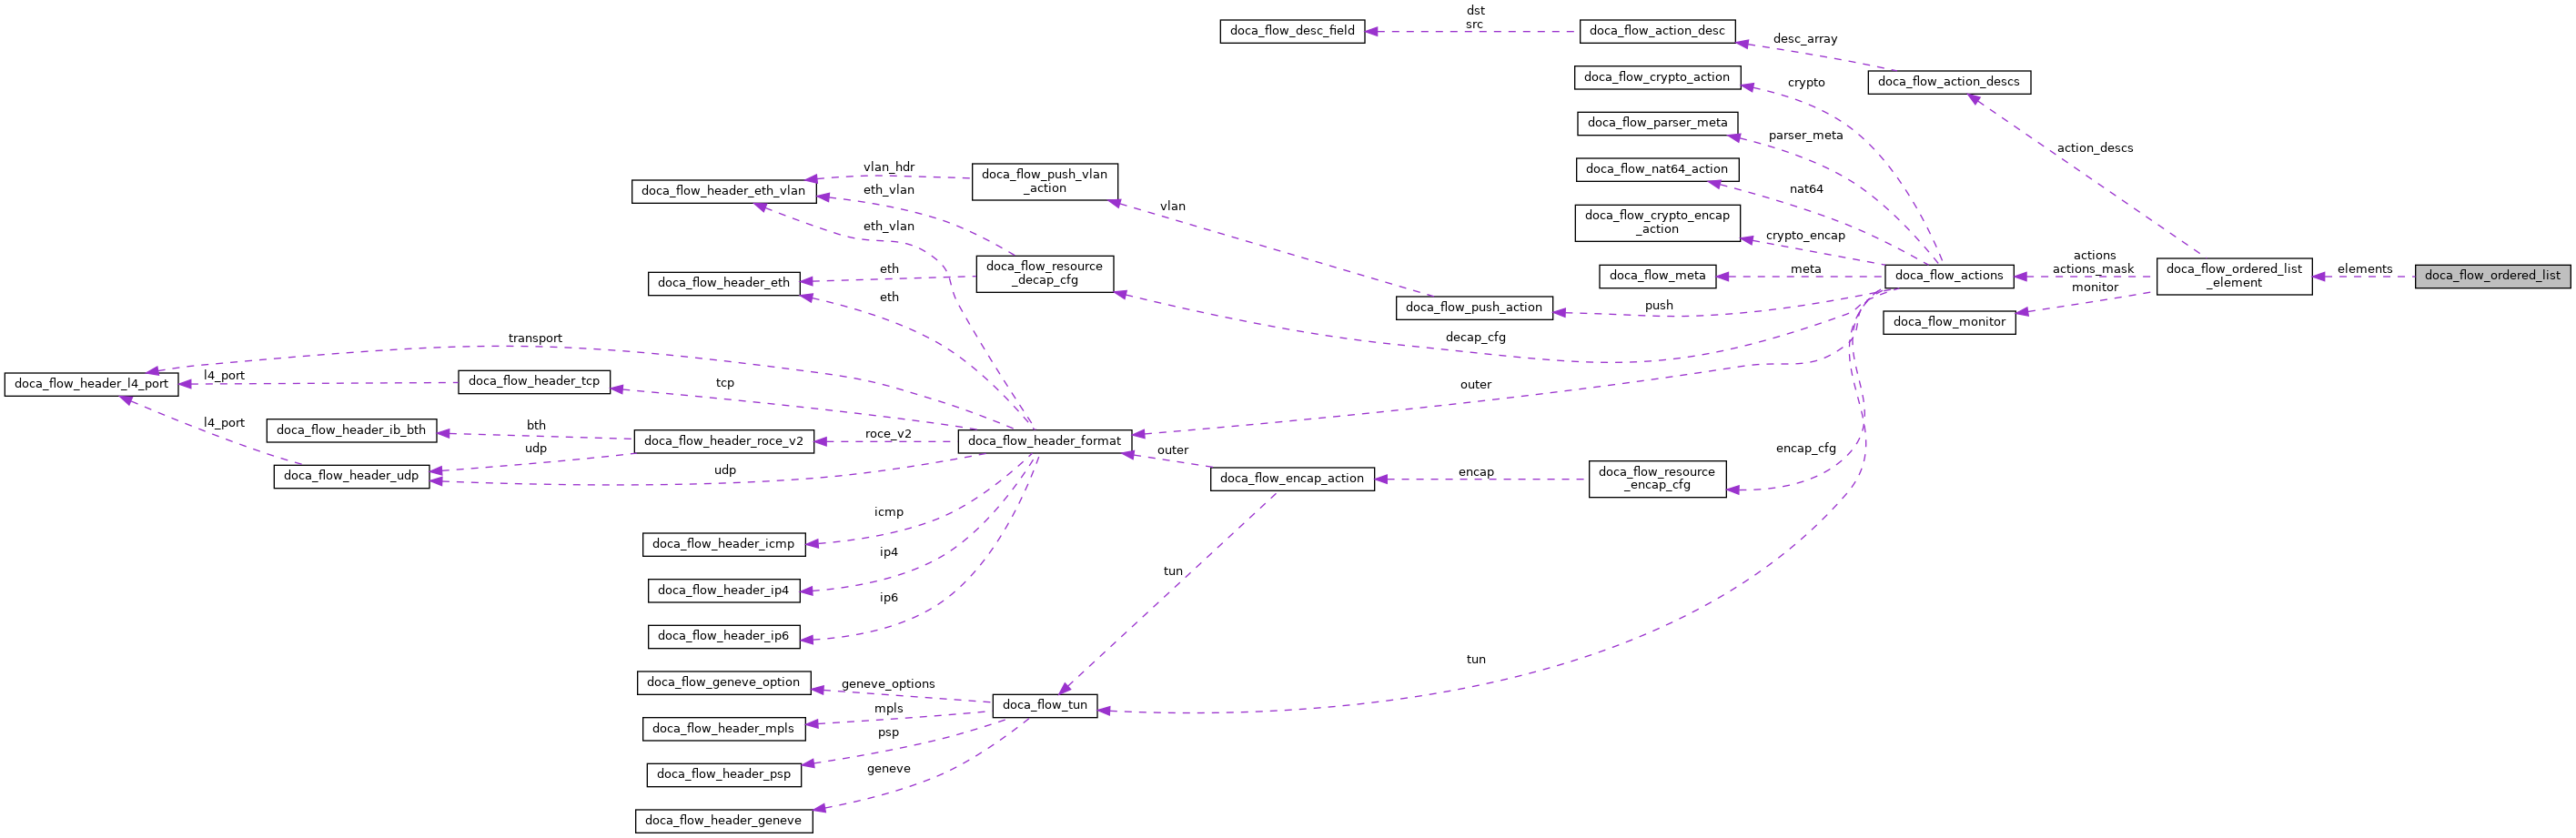 dst
src
doca_flow_desc_field
doca_flow_action_desc
desc_array
doca_flow_crypto_action
crypto
doca_flow_action_descs
doca_flow_parser_meta
parser_meta
action_descs
doca_flow_nat64_action
nat64
vlan_hdr
doca_flow_push_vlan
_action
doca_flow_header_eth_vlan
eth_vlan
vlan
eth_vlan
doca_flow_crypto_encap
_action
crypto_encap
doca_flow_header_eth
eth
eth
doca_flow_resource
_decap_cfg
doca_flow_meta
meta
doca_flow_actions
actions
actions_mask
monitor
doca_flow_ordered_list
_element
elements
doca_flow_ordered_list
doca_flow_push_action
push
doca_flow_monitor
decap_cfg
transport
doca_flow_header_l4_port
l4_port
doca_flow_header_tcp
tcp
outer
l4_port
doca_flow_header_ib_bth
bth
udp
doca_flow_header_roce_v2
roce_v2
doca_flow_header_format
outer
encap_cfg
doca_flow_header_udp
udp
doca_flow_encap_action
encap
doca_flow_resource
_encap_cfg
icmp
doca_flow_header_icmp
ip4
tun
doca_flow_header_ip4
ip6
doca_flow_header_ip6
tun
doca_flow_geneve_option
geneve_options
doca_flow_tun
mpls
doca_flow_header_mpls
psp
doca_flow_header_psp
geneve
doca_flow_header_geneve